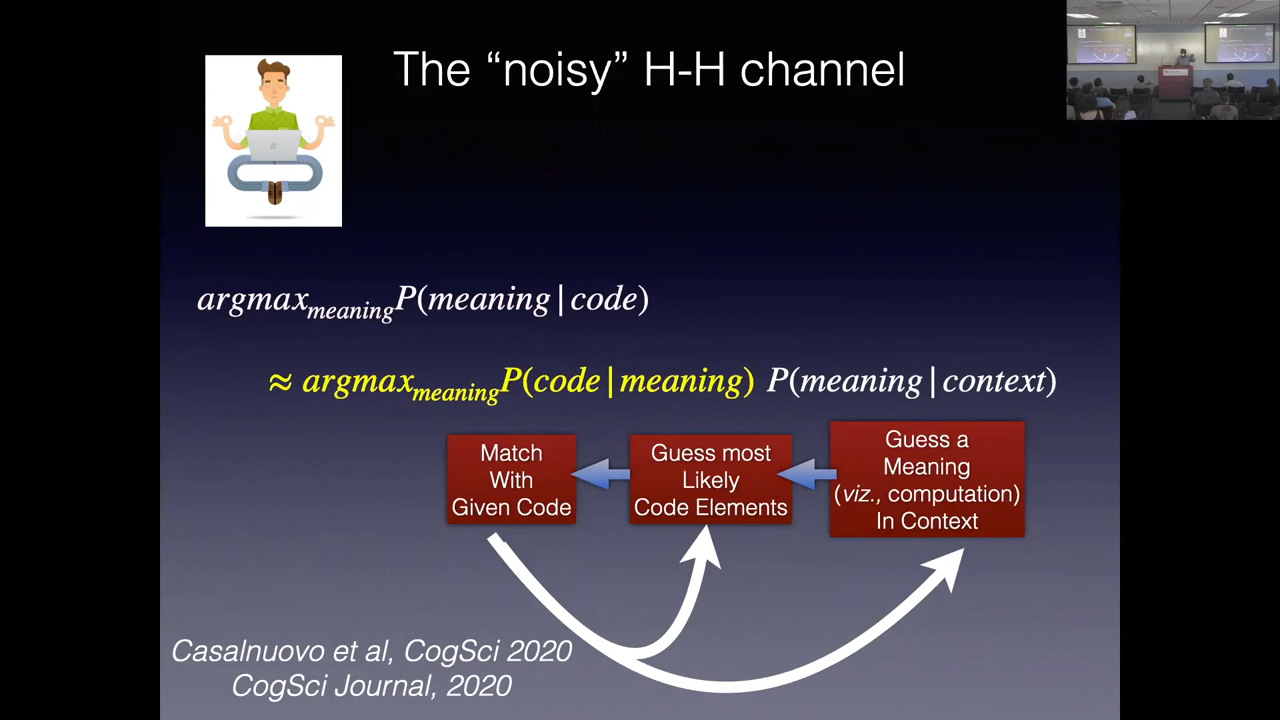 The “noisy” H-H channel
argmax_meaning P(meaning | code)
≈ argmax_meaning P(code | meaning) P(meaning | context)
Match
With
Given Code
Guess most
Likely
Code Elements
Guess a
Meaning
(viz., computation)
In Context
Casalnuovo et al, CogSci 2020
CogSci Journal, 2020